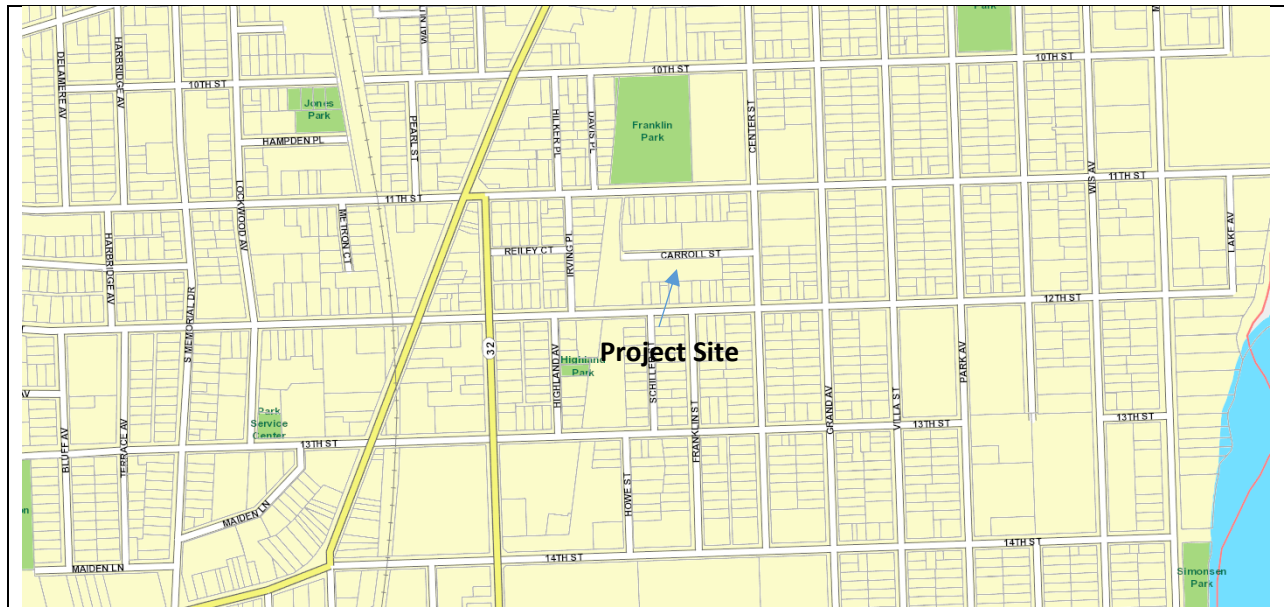 Park
WAIN
DELAMERE AV
HARBRIDGE AV
10TH ST
10TH ST
10TH ST
Jones
Park
HAMPDEN PL
PEARL ST
HILKER PL
DAVIS PL
Franklin
Park
CENTER ST
LOCKWOOD AV
11TH ST
11TH ST
WIS AV
METRON CT
HARBRIDGE AV
S MEMORIAL DR
REILEY CT
IRVING PL
CARROLL ST
LAKE AV
12TH ST
32
Project Site
Highland
Park
HIGHLAND AV
SCHILLER
FRANKLIN ST
GRAND AV
VILLA ST
PARK AV
Park
Service
Center
BLUFF AV
TERRACE AV
13TH ST
13TH ST
13TH ST
HOWE ST
MAIDEN LN
MAIDEN LN
14TH ST
14TH ST
Simonsen
Park